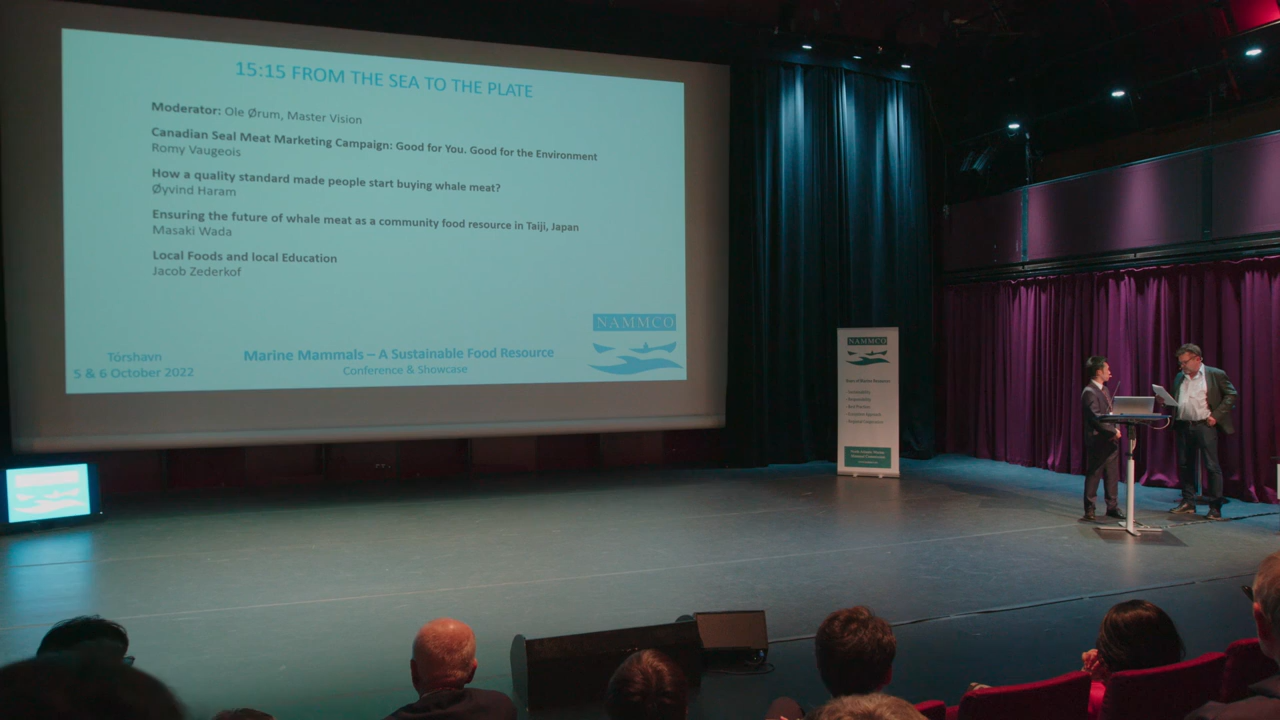 15:15 FROM THE SEA TO THE PLATE
Moderator: Ole Ørum, Master Vision
Canadian Seal Meat Marketing Campaign: Good for You. Good for the Environment
Romy Vaugeois
How a quality standard made people start buying whale meat?
Øyvind Haram
Ensuring the future of whale meat as a community food resource in Taiji, Japan
Masaki Wada
Local Foods and local Education
Jacob Zederkof
NAMMCO
Tórshavn
5 & 6 October 2022
Marine Mammals – A Sustainable Food Resource
Conference & Showcase
NAMMCO